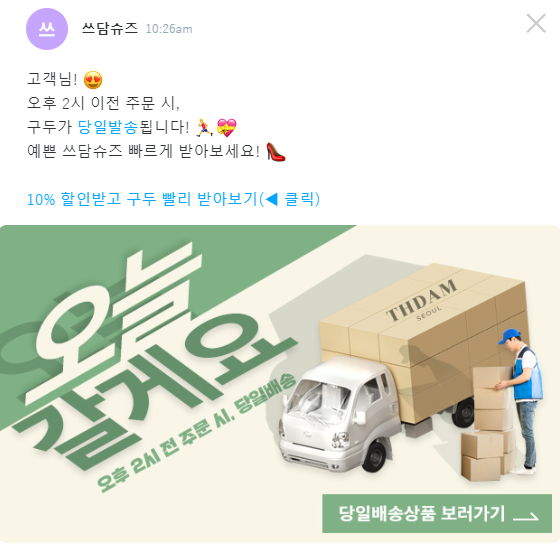 쓰
쓰담슈즈 10:26am
고객님! 😍
오후 2시 이전 주문 시,
구두가 당일발송됩니다! 🏃‍♀️💝
예쁜 쓰담슈즈 빠르게 받아보세요! 👠
10% 할인받고 구두 빨리 받아보기(◀ 클릭)
오늘
갈게요
오후 2시 전 주문 시, 당일배송
THDAM
SEOUL
당일배송상품 보러가기